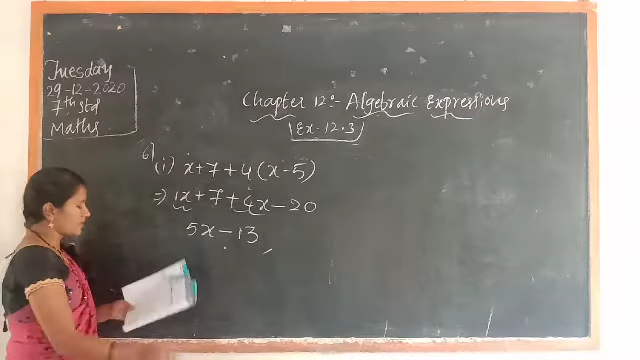 Tuesday
29-12-2020
7th Std
Maths.
Chapter 12:- Algebraic Expressions
(Ex-12.3)
6) (i) x+7+4(x-5)
=> 1x+7+4x-20
5x-13